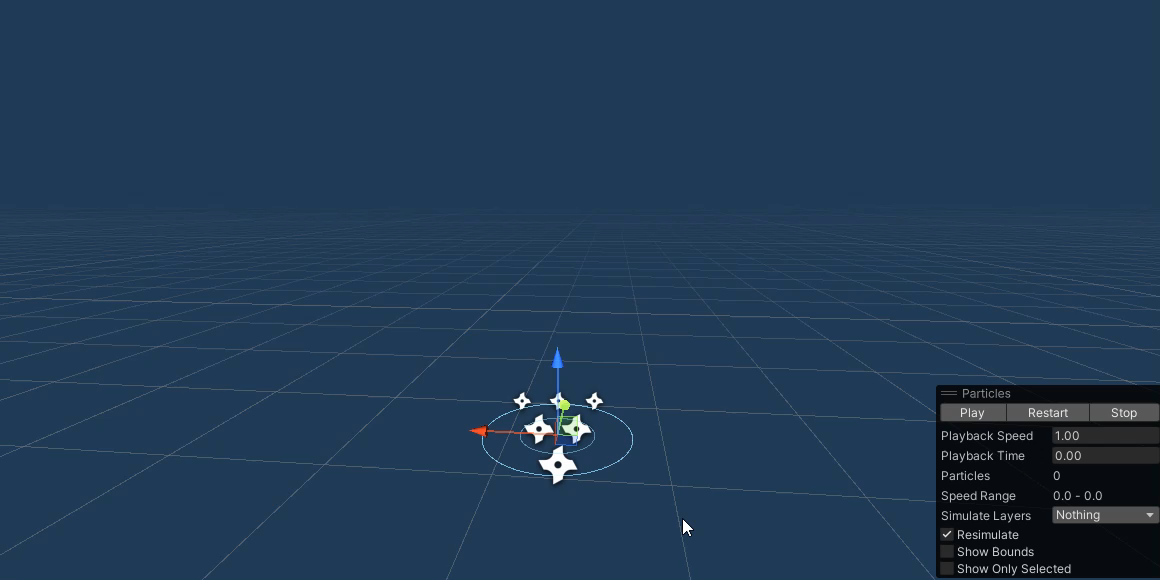 Particles
Play Restart Stop
Playback Speed 1.00
Playback Time 0.00
Particles 0
Speed Range 0.0 - 0.0
Simulate Layers Nothing
Resimulate
Show Bounds
Show Only Selected